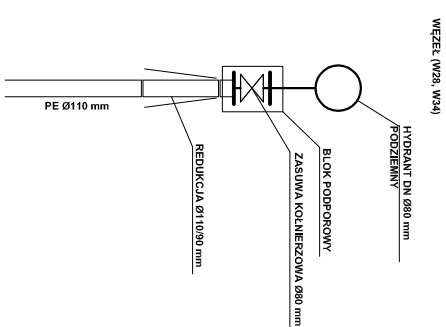 WĘZEŁ (W28, W34)
HYDRANT DN Ø80 mm
PODZIEMNY
BLOK PODPOROWY
ZASUWA KOŁNIERZOWA Ø80 mm
REDUKCJA Ø110/90 mm
PE Ø110 mm